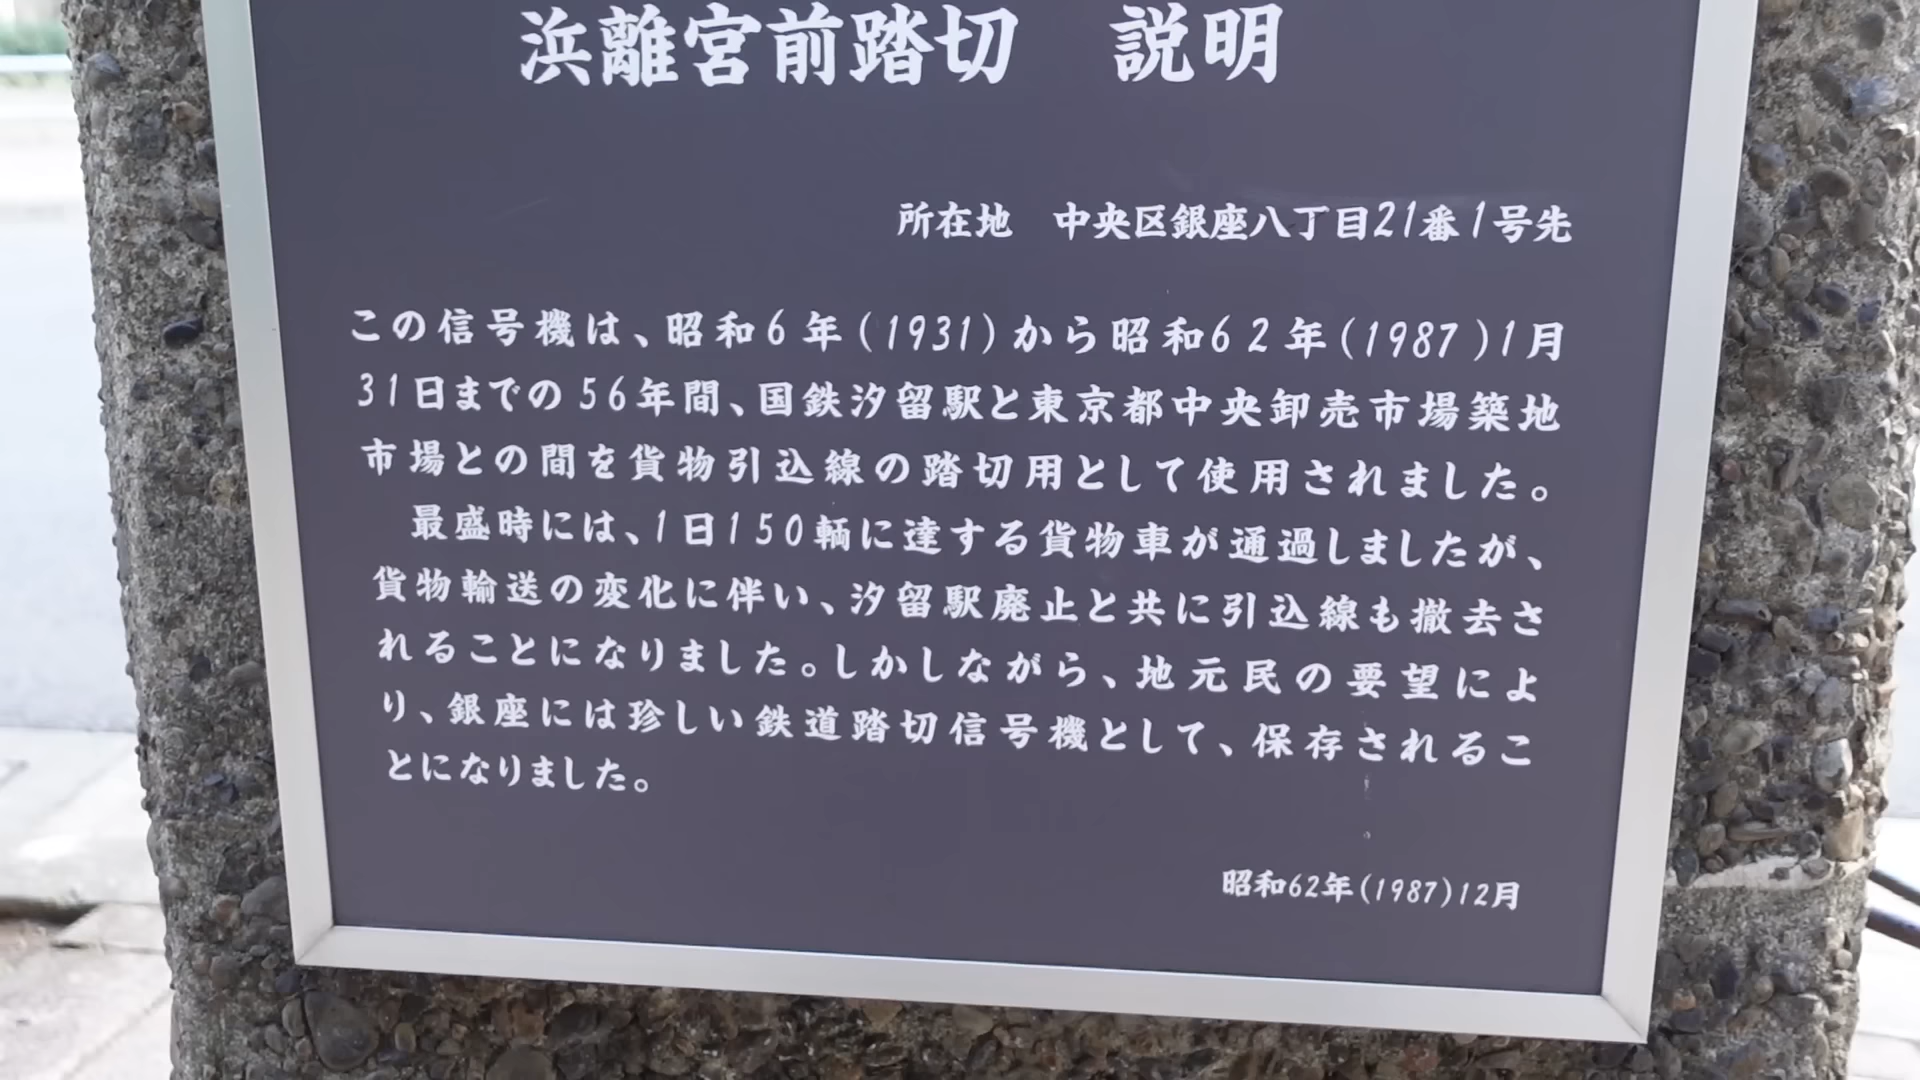 浜離宮前踏切　説明
所在地　中央区銀座八丁目21番1号先
この信号機は、昭和6年(1931)から昭和62年(1987)1月
31日までの56年間、国鉄汐留駅と東京都中央卸売市場築地
市場との間を貨物引込線の踏切用として使用されました。
　最盛時には、1日150輌に達する貨物車が通過しましたが、
貨物輸送の変化に伴い、汐留駅廃止と共に引込線も撤去さ
れることになりました。しかしながら、地元民の要望によ
り、銀座には珍しい鉄道踏切信号機として、保存されるこ
とになりました。
昭和62年(1987)12月